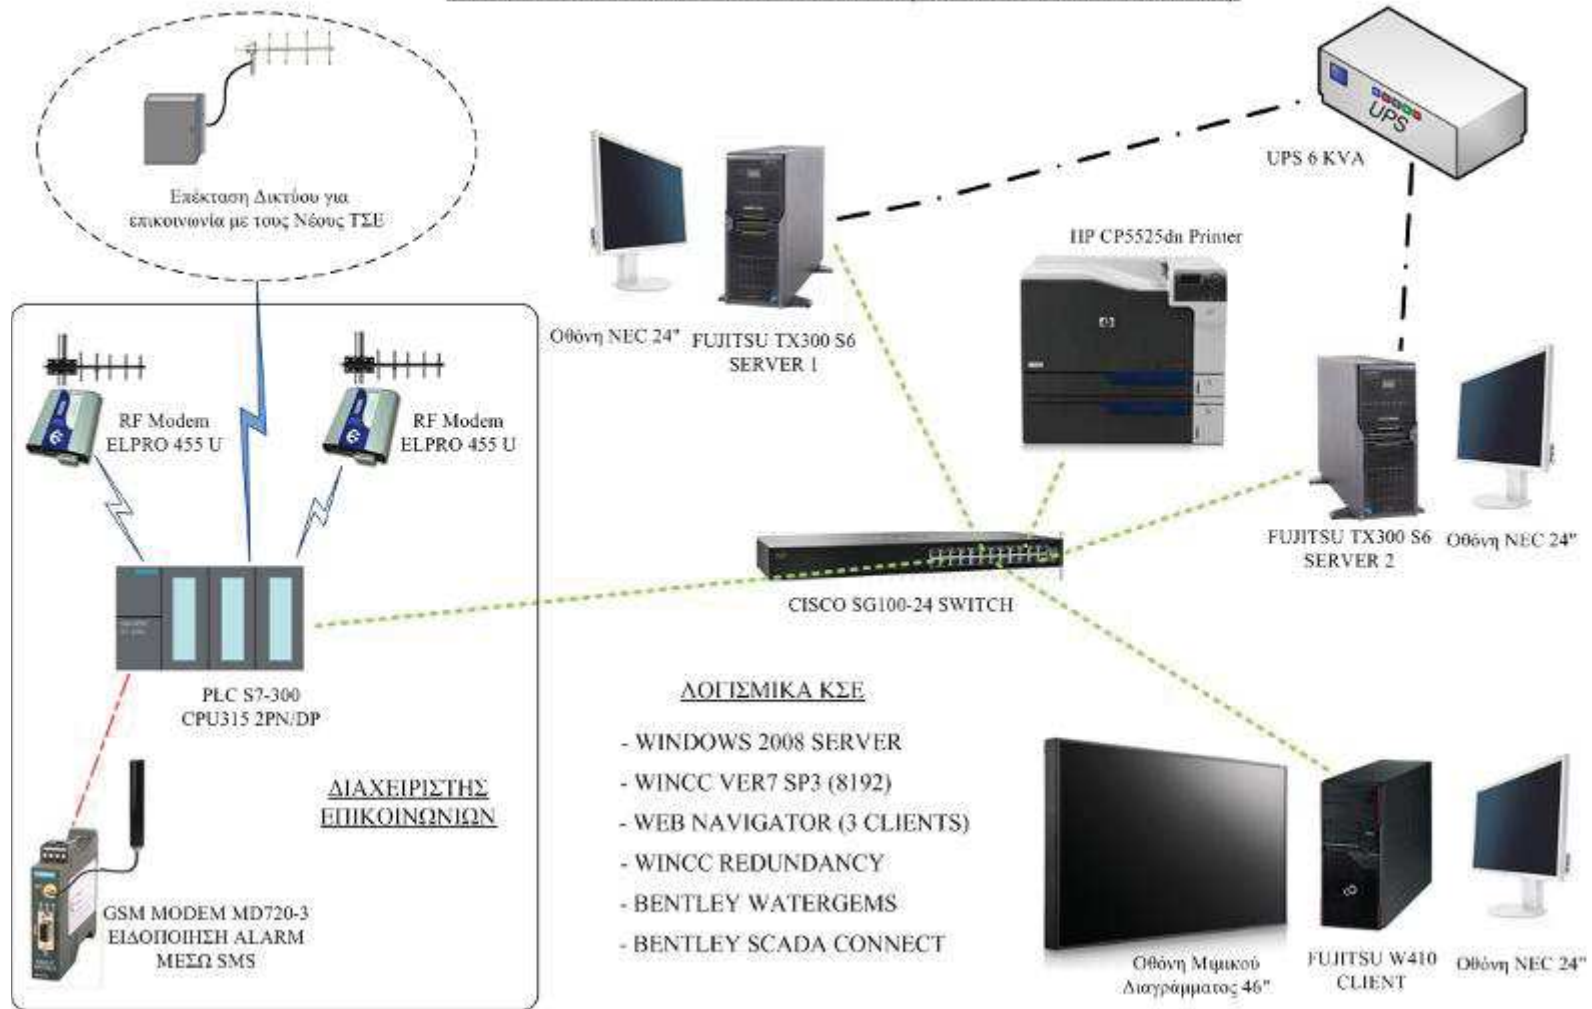 UPS
UPS 6 KVA
Επέκταση Δικτύου για
επικοινωνία με τους Νέους ΤΣΕ
HP CP5525dn Printer
Οθόνη NEC 24"
FUJITSU TX300 S6
SERVER 1
RF Modem
ELPRO 455 U
RF Modem
ELPRO 455 U
FUJITSU TX300 S6
SERVER 2
Οθόνη NEC 24"
CISCO SG100-24 SWITCH
PLC S7-300
CPU315 2PN/DP
ΔΙΑΧΕΙΡΙΣΤΗΣ
ΕΠΙΚΟΙΝΩΝΙΩΝ
GSM MODEM MD720-3
ΕΙΔΟΠΟΙΗΣΗ ALARM
ΜΕΣΩ SMS
ΛΟΓΙΣΜΙΚΑ ΚΣΕ
- WINDOWS 2008 SERVER
- WINCC VER7 SP3 (8192)
- WEB NAVIGATOR (3 CLIENTS)
- WINCC REDUNDANCY
- BENTLEY WATERGEMS
- BENTLEY SCADA CONNECT
Οθόνη Μιμικού
Διαγράμματος 46"
FUJITSU W410
CLIENT
Οθόνη NEC 24"